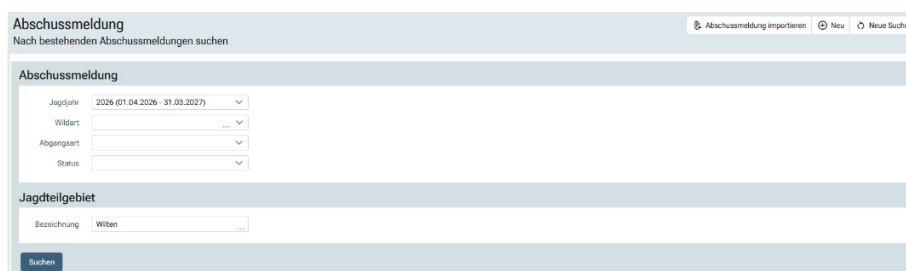 Abschussmeldung
Nach bestehenden Abschussmeldungen suchen
Abschussmeldung importieren
Neu
Neue Suche
Abschussmeldung
Jagdjahr 2026 (01.04.2026 - 31.03.2027)
Wildart ...
Abgangsart
Status
Jagdteilgebiet
Bezeichnung Wilten ...
Suchen